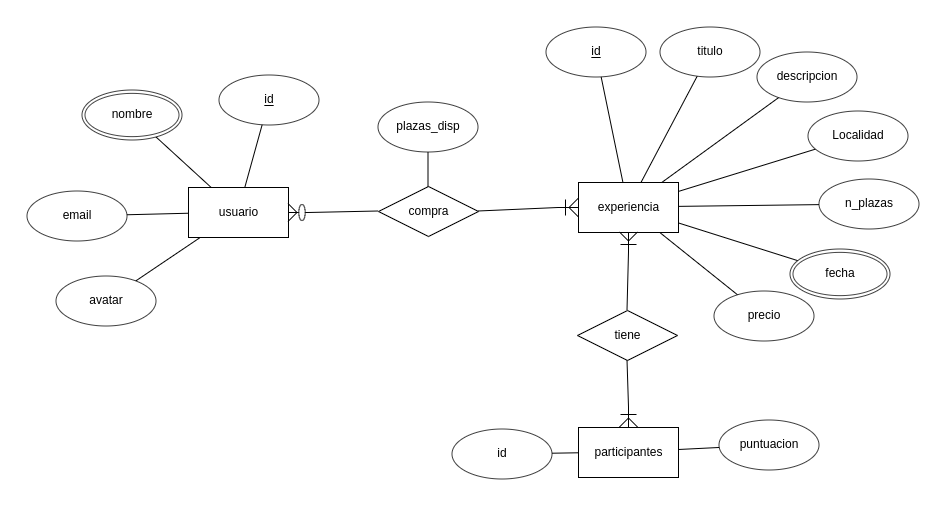 id
titulo
descripcion
nombre
id
plazas_disp
Localidad
email
usuario
compra
experiencia
n_plazas
avatar
fecha
precio
tiene
id
participantes
puntuacion